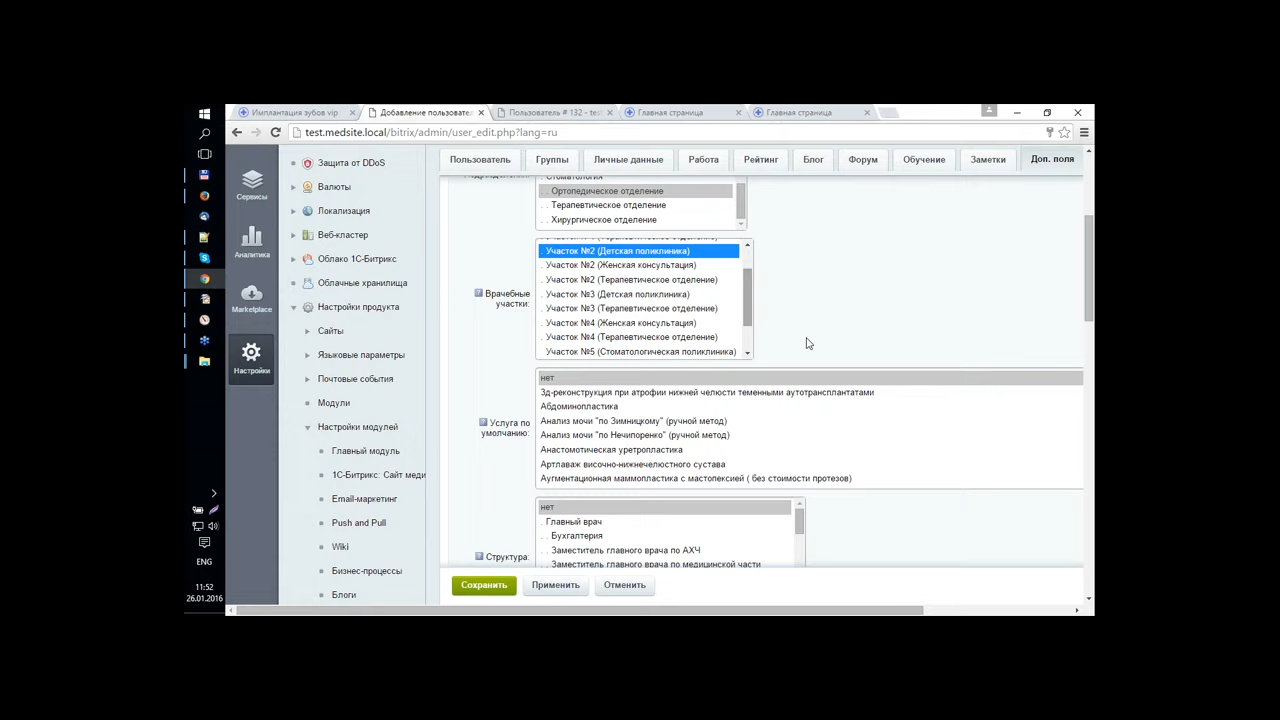 Имплантация зубов vip
Добавление пользовате
Пользователь # 132 - tes
Главная страница
Главная страница
test.medsite.local/bitrix/admin/user_edit.php?lang=ru
Сервисы
Аналитика
Marketplace
Настройки
Защита от DDoS
Валюты
Локализация
Веб-кластер
Облако 1С-Битрикс
Облачные хранилища
Настройки продукта
Сайты
Языковые параметры
Почтовые события
Модули
Настройки модулей
Главный модуль
1С-Битрикс: Сайт меди
Email-маркетинг
Push and Pull
Wiki
Бизнес-процессы
Блоги
Пользователь
Группы
Личные данные
Работа
Рейтинг
Блог
Форум
Обучение
Заметки
Доп. поля
Стоматология
. . Ортопедическое отделение
. . Терапевтическое отделение
. . Хирургическое отделение
Врачебные
участки:
. Участок №2 (Детская поликлиника)
. Участок №2 (Женская консультация)
. Участок №2 (Терапевтическое отделение)
. Участок №3 (Детская поликлиника)
. Участок №3 (Терапевтическое отделение)
. Участок №4 (Женская консультация)
. Участок №4 (Терапевтическое отделение)
. Участок №5 (Стоматологическая поликлиника)
Услуга по
умолчанию:
нет
3д-реконструкция при атрофии нижней челюсти теменными аутотрансплантатами
Абдоминопластика
Анализ мочи "по Зимницкому" (ручной метод)
Анализ мочи "по Нечипоренко" (ручной метод)
Анастомотическая уретропластика
Артлаваж височно-нижнечелюстного сустава
Аугментационная маммопластика с мастопексией ( без стоимости протезов)
Структура:
нет
. Главный врач
. . Бухгалтерия
. . Заместитель главного врача по АХЧ
. . Заместитель главного врача по медицинской части
Сохранить
Применить
Отменить
ENG
11:52
26.01.2016